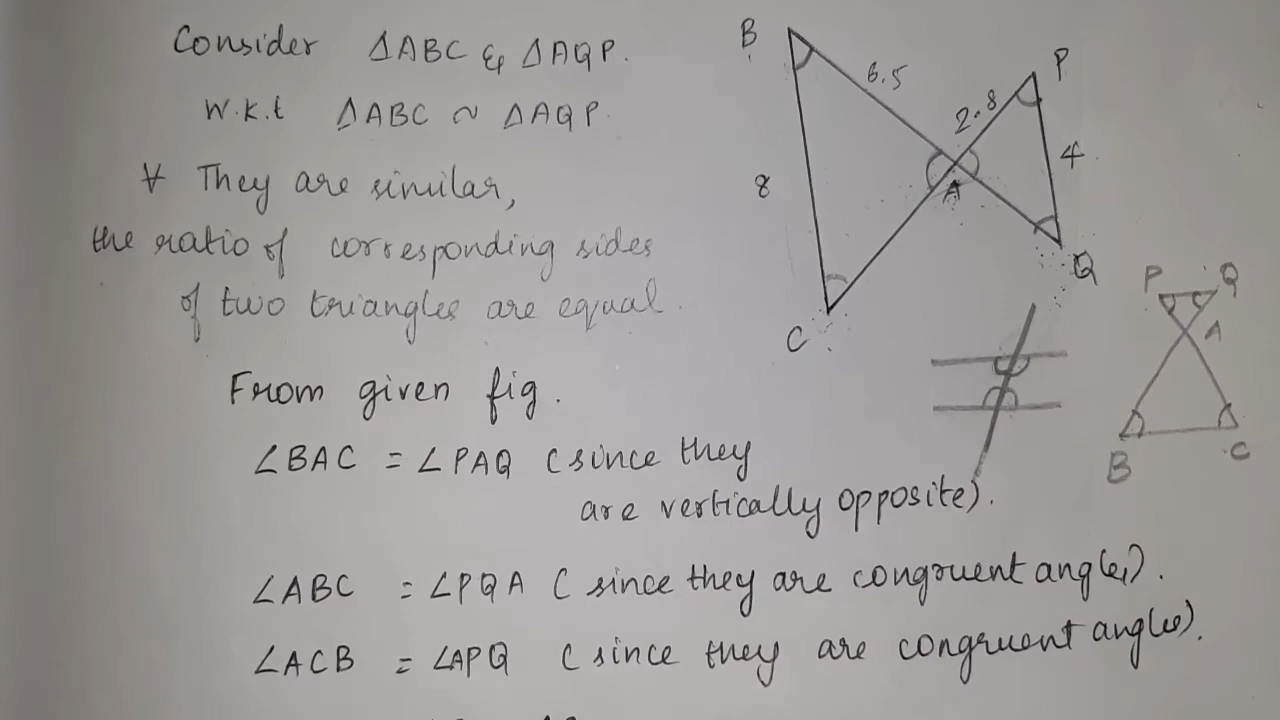 Consider ΔABC & ΔAQP.
W.k.t ΔABC ~ ΔAQP
∀ They are similar,
the ratio of corresponding sides
of two triangles are equal.
From given fig.
∠BAC = ∠PAQ (since they
are vertically opposite).
∠ABC = ∠PQA (since they are congruent angles).
∠ACB = ∠APQ (since they are congruent angles).
B
6.5
P
2.8
4
8
A
Q
C
P Q
A
B
C